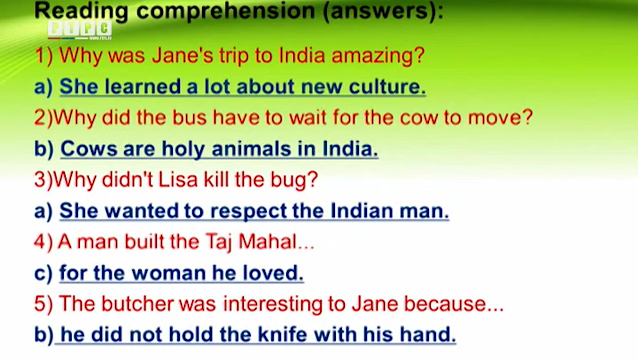 Reading comprehension (answers):
1) Why was Jane's trip to India amazing?
a) She learned a lot about new culture.
2)Why did the bus have to wait for the cow to move?
b) Cows are holy animals in India.
3)Why didn't Lisa kill the bug?
a) She wanted to respect the Indian man.
4) A man built the Taj Mahal...
c) for the woman he loved.
5) The butcher was interesting to Jane because...
b) he did not hold the knife with his hand.